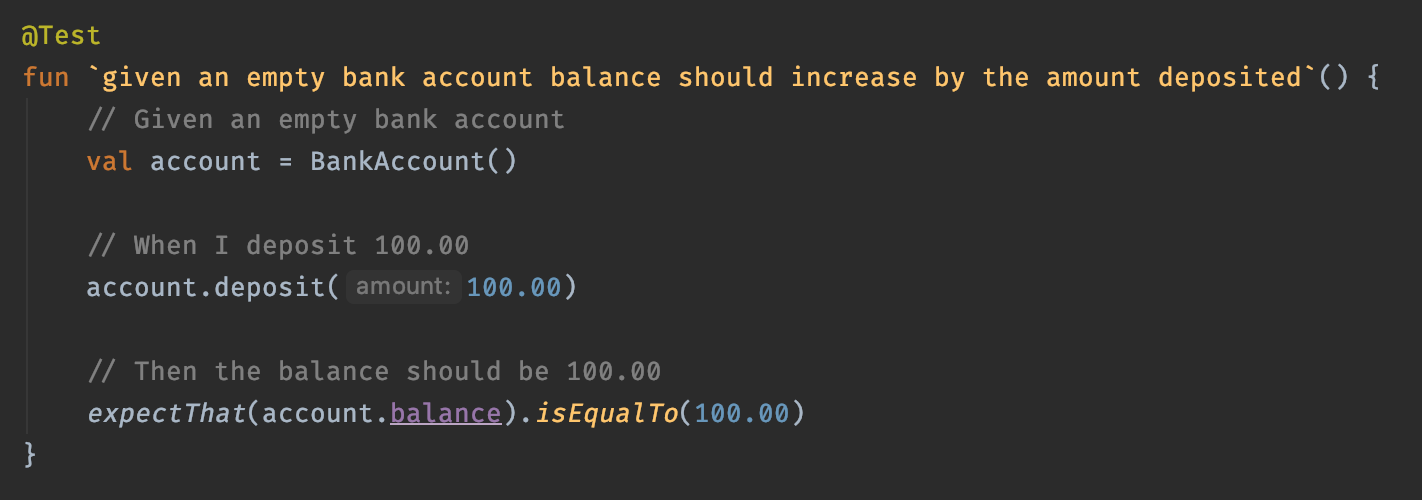 @Test
fun `given an empty bank account balance should increase by the amount deposited`() {
// Given an empty bank account
val account = BankAccount()
// When I deposit 100.00
account.deposit( amount: 100.00)
// Then the balance should be 100.00
expectThat(account.balance).isEqualTo(100.00)
}